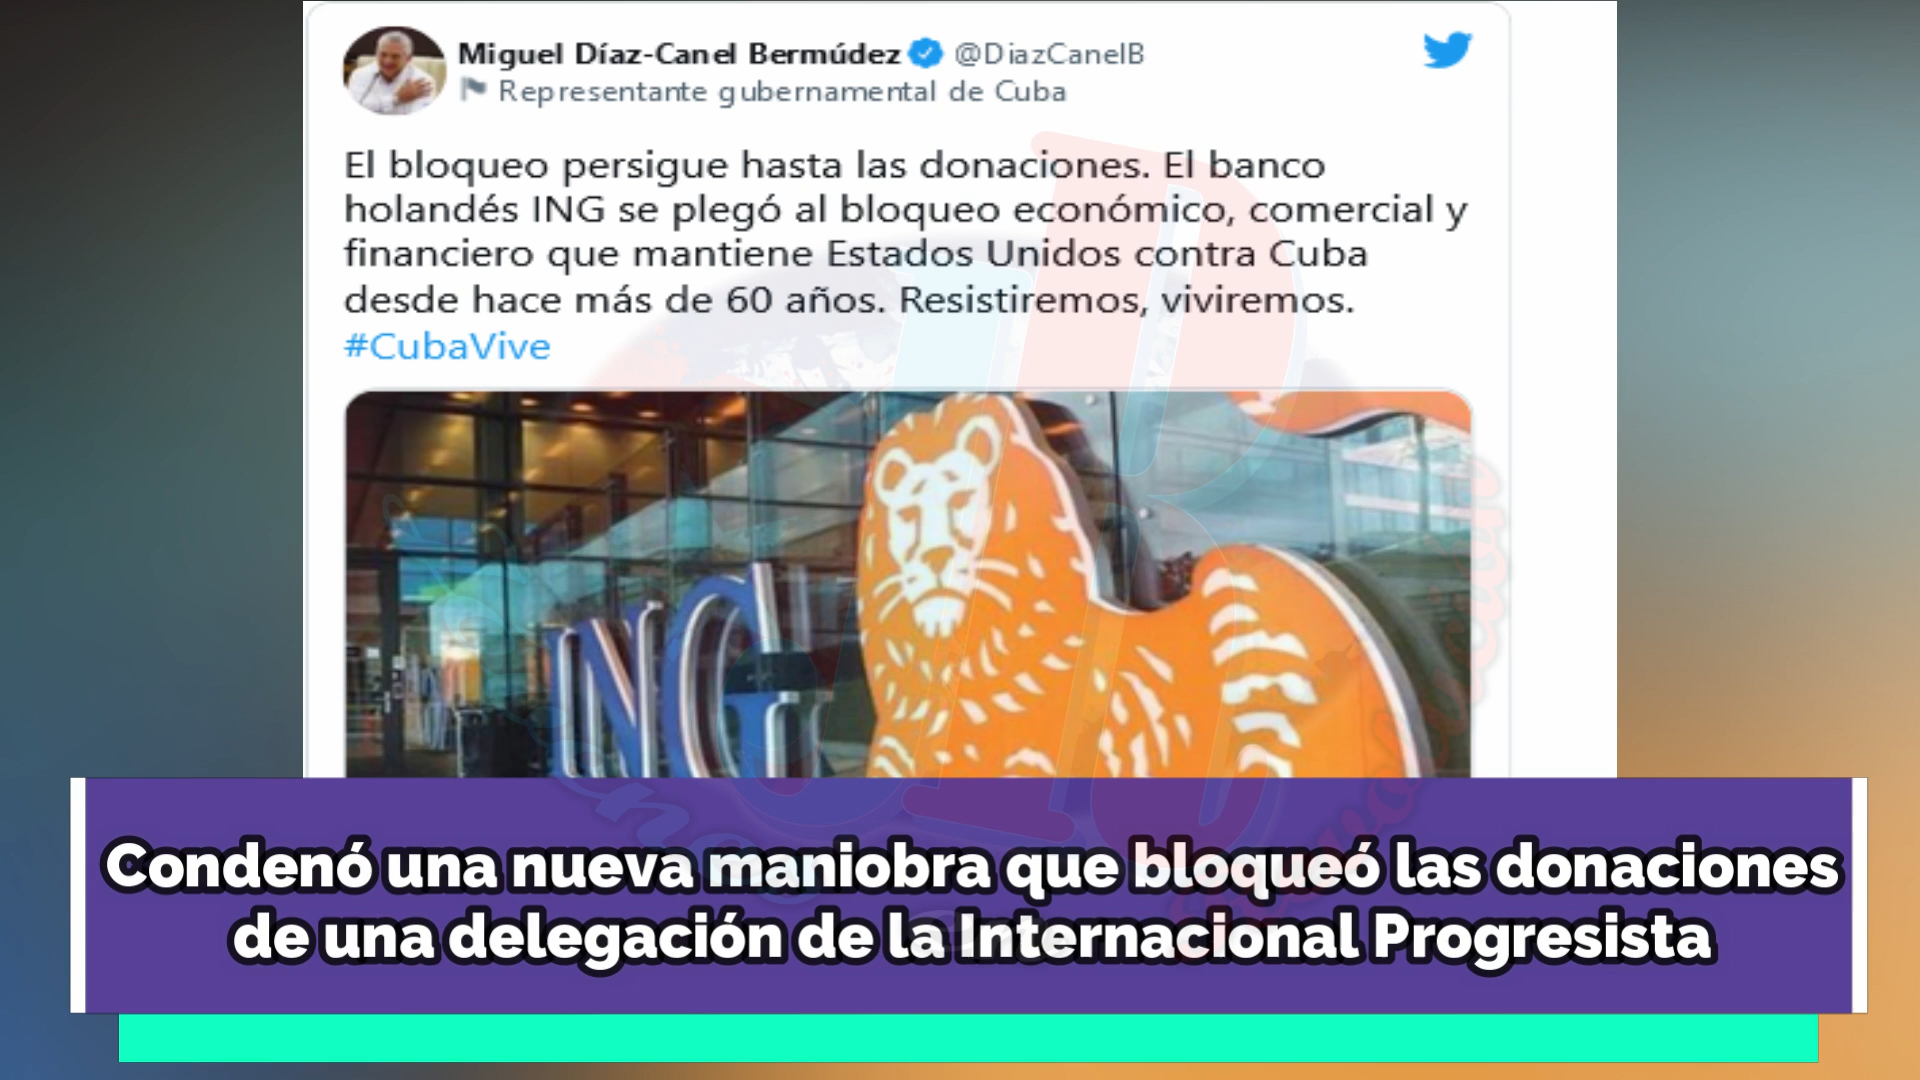 Miguel Díaz-Canel Bermúdez @DiazCanelB
Representante gubernamental de Cuba
El bloqueo persigue hasta las donaciones. El banco
holandés ING se plegó al bloqueo económico, comercial y
financiero que mantiene Estados Unidos contra Cuba
desde hace más de 60 años. Resistiremos, viviremos.
#CubaVive
ING
Condenó una nueva maniobra que bloqueó las donaciones
de una delegación de la Internacional Progresista